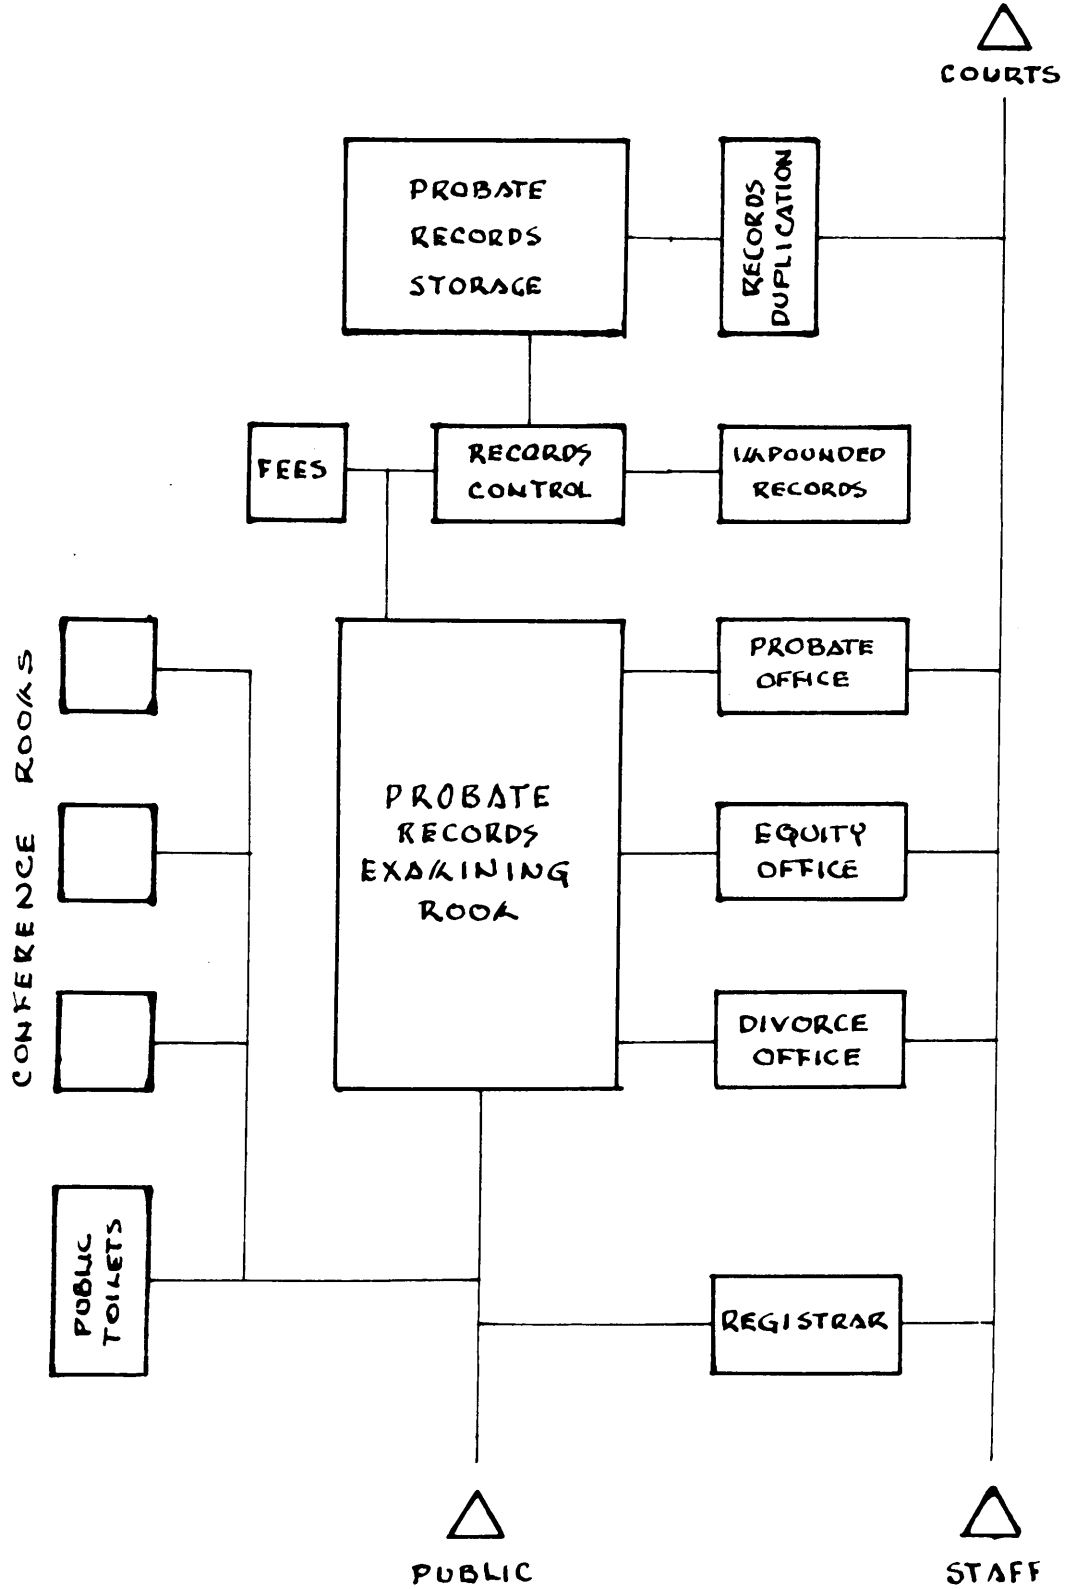 COURTS
PROBATE
RECORDS
STORAGE
RECORDS
DUPLICATION
FEES
RECORDS
CONTROL
IMPOUNDED
RECORDS
CONFERENCE ROOMS
PROBATE
OFFICE
PROBATE
RECORDS
EXAMINING
ROOM
EQUITY
OFFICE
DIVORCE
OFFICE
PUBLIC
TOILETS
REGISTRAR
PUBLIC
STAFF